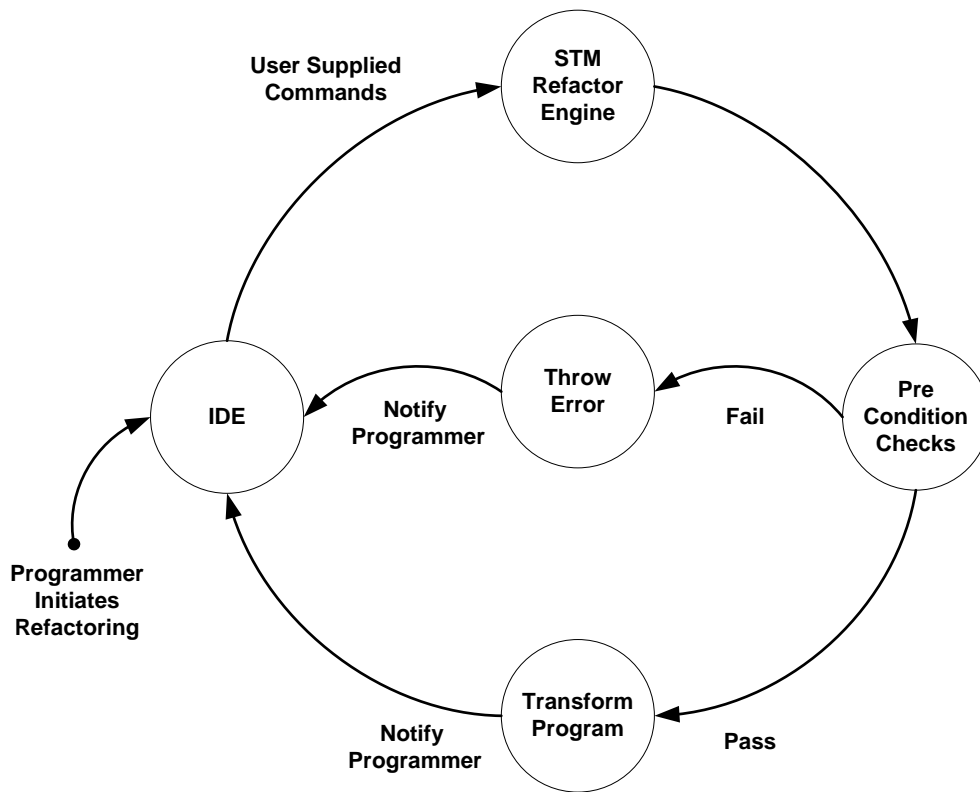 User Supplied
Commands
STM
Refactor
Engine
IDE
Notify
Programmer
Throw
Error
Fail
Pre
Condition
Checks
Programmer
Initiates
Refactoring
Notify
Programmer
Transform
Program
Pass